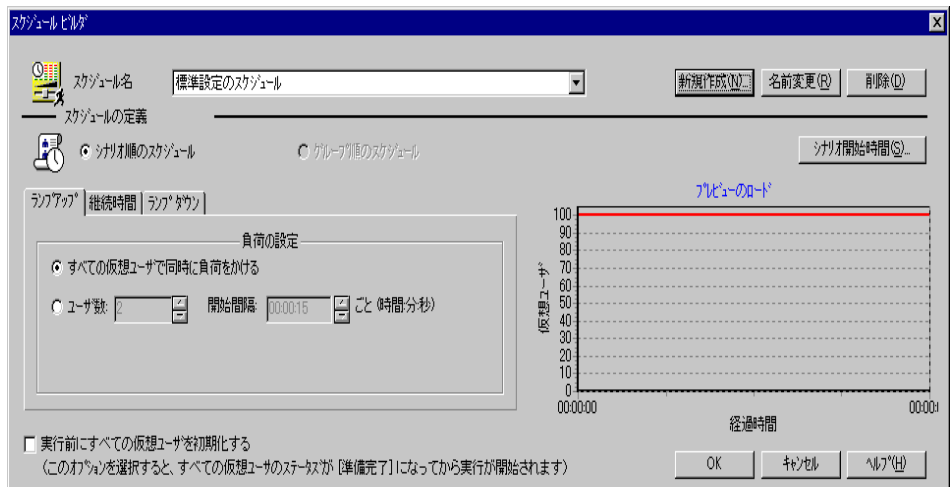 スケジュール ビルダ
スケジュール名 標準設定のスケジュール 新規作成(N)... 名前変更(R) 削除(D)
スケジュールの定義
シナリオ順のスケジュール グループ順のスケジュール シナリオ開始時間(S)...
ランプアップ 継続時間 ランプダウン
負荷の設定
すべての仮想ユーザで同時に負荷をかける
ユーザ数: 2 開始間隔: 00:00:15 ごと (時間:分:秒)
プレビューのロード
100
90
80
70
60
50
40
30
20
10
0
仮想ユーザ
00:00:00 00:00:
経過時間
実行前にすべての仮想ユーザを初期化する
(このオプションを選択すると、すべての仮想ユーザのステータスが [準備完了] になってから実行が開始されます)
OK キャンセル ヘルプ(H)